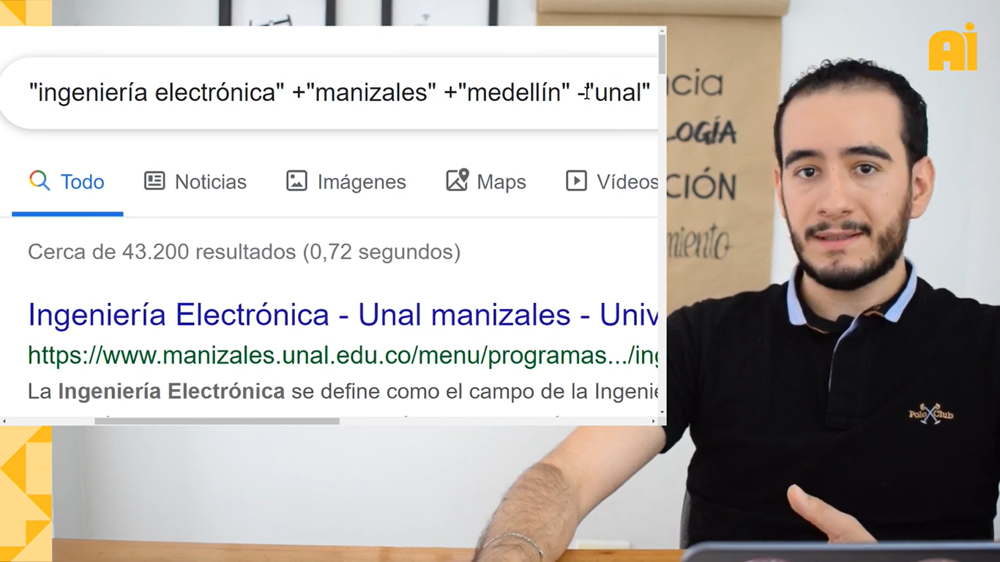 "ingeniería electrónica" +"manizales" +"medellín" -"unal"
Todo Noticias Imágenes Maps Vídeos
Cerca de 43.200 resultados (0,72 segundos)
Ingeniería Electrónica - Unal manizales - Univ
https://www.manizales.unal.edu.co/menu/programas.../ing
La Ingeniería Electrónica se define como el campo de la Ingenie
Ai
ncia
LOGÍA
CIÓN
miento
Polo Club